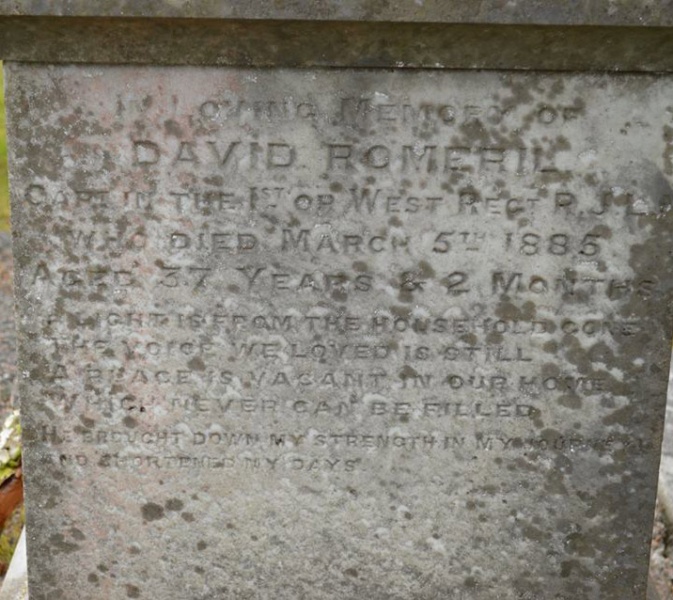 IN LOVING MEMORY OF
DAVID ROMERIL
CAPT. IN THE 1ST OR WEST REGT R.J.L.
WHO DIED MARCH 5TH 1885
AGED 37 YEARS & 2 MONTHS
A LIGHT IS FROM THE HOUSEHOLD GONE
THE VOICE WE LOVED IS STILL
A PLACE IS VACANT IN OUR HOME
WHICH NEVER CAN BE FILLED
HE BROUGHT DOWN MY STRENGTH IN MY JOURNEY
AND SHORTENED MY DAYS.